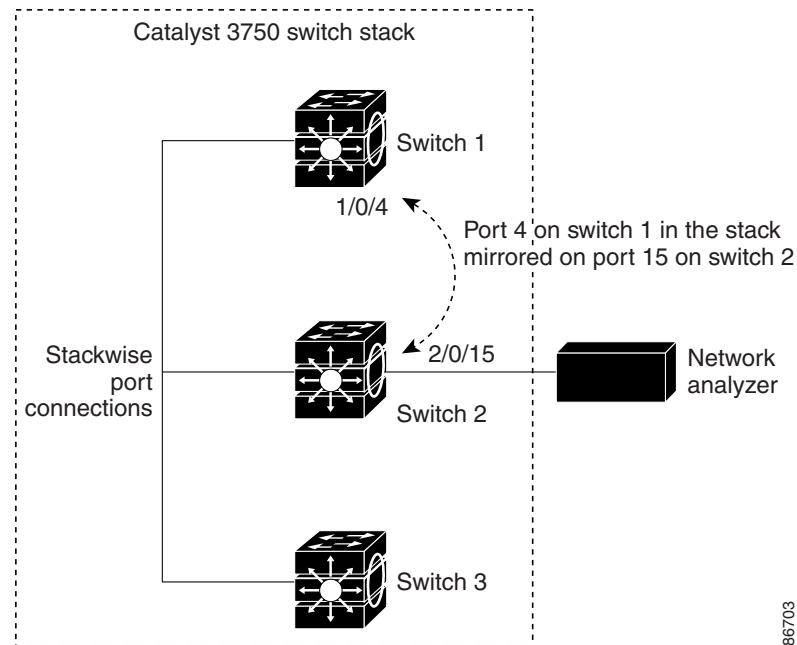 Catalyst 3750 switch stack
Switch 1
1/0/4
Port 4 on switch 1 in the stack
mirrored on port 15 on switch 2
Stackwise
port
connections
2/0/15
Switch 2
Network
analyzer
Switch 3
86703